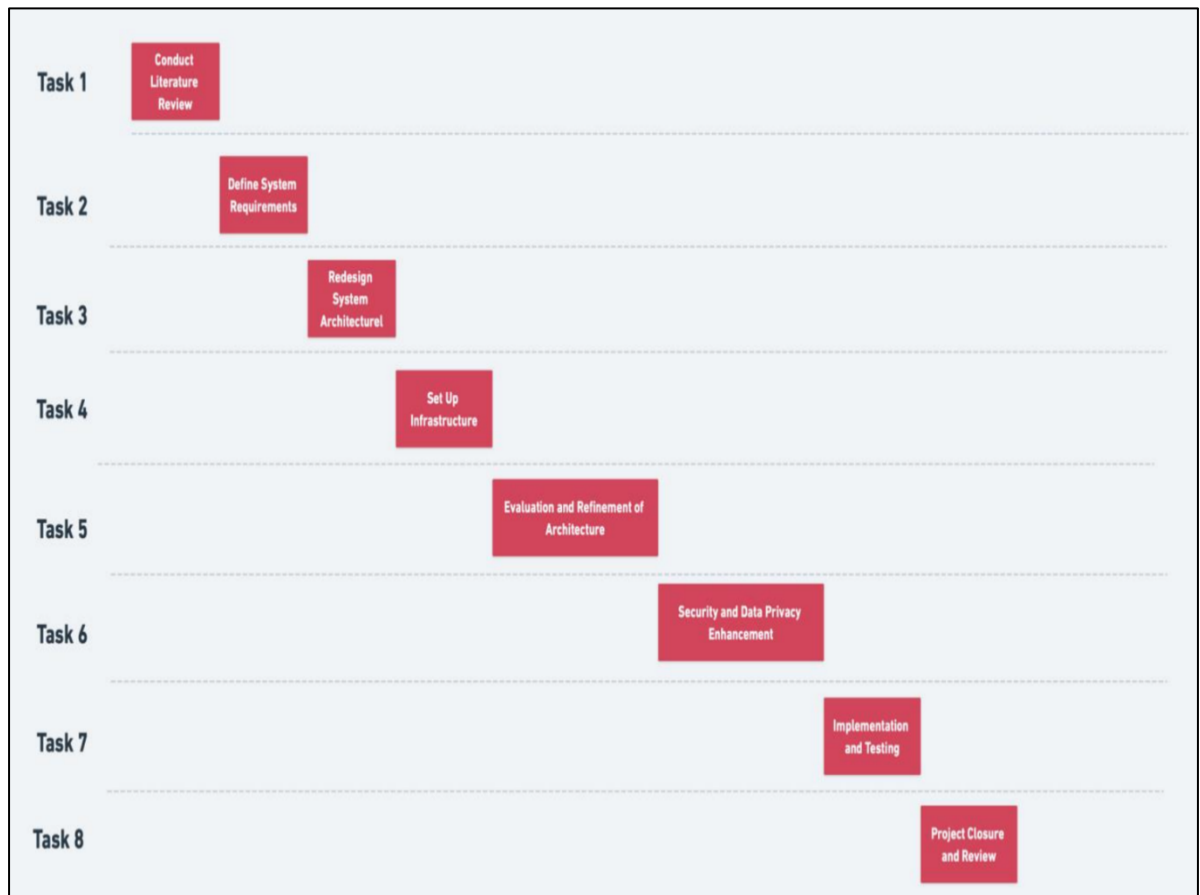 Task 1
Conduct
Literature
Review
Task 2
Define System
Requirements
Task 3
Redesign
System
Architecturel
Task 4
Set Up
Infrastructure
Task 5
Evaluation and Refinement of
Architecture
Task 6
Security and Data Privacy
Enhancement
Task 7
Implementation
and Testing
Task 8
Project Closure
and Review